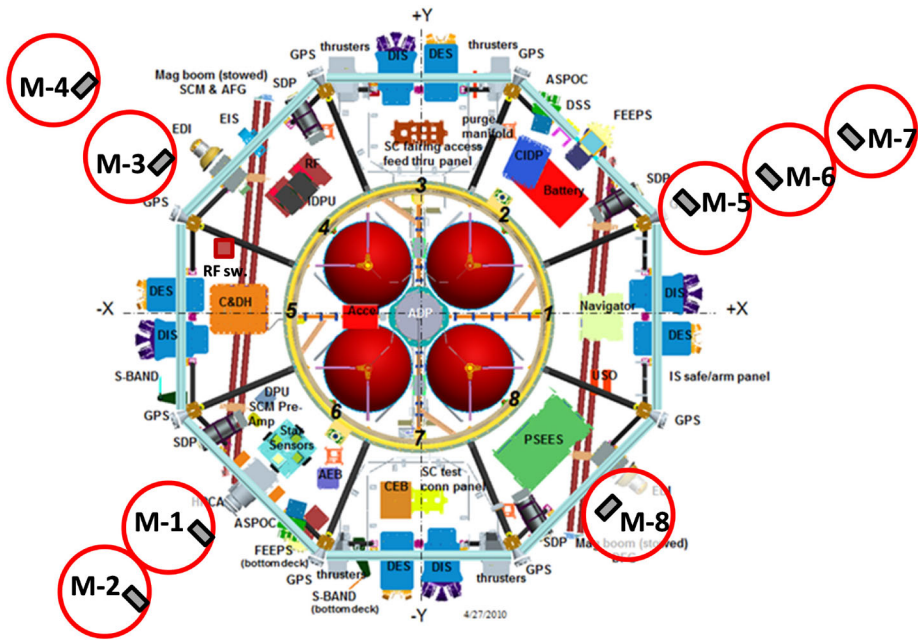 +Y
GPS
thrusters
DIS
DES
thrusters
GPS
M-4
Mag boom (stowed)
SCM & AFG
SDP
ASPOC
DSS
FEEPS
M-3
EDI
EIS
purge
manifold
SC fairing access
feed thru panel
CIDP
Battery
M-7
M-6
M-5
RF
IDPU
SDP
GPS
3
2
4
RF sw.
DES
C&DH
5
Accel
ADP
1
Navigator
DIS
-X
+X
DIS
DES
S-BAND
IS safe/arm panel
GPS
DPU
SCM Pre-
Amp
USO
GPS
6
8
7
SDP
Star
Sensors
PSEES
AEB
CEB
SC test
conn panel
M-1
ASPOC
M-8
SDP
Mag boom (stowed)
FEEPS
(bottom deck)
GPS
thrusters
DES
DIS
thrusters
GPS
M-2
S-BAND
(bottom deck)
-Y
4/27/2010